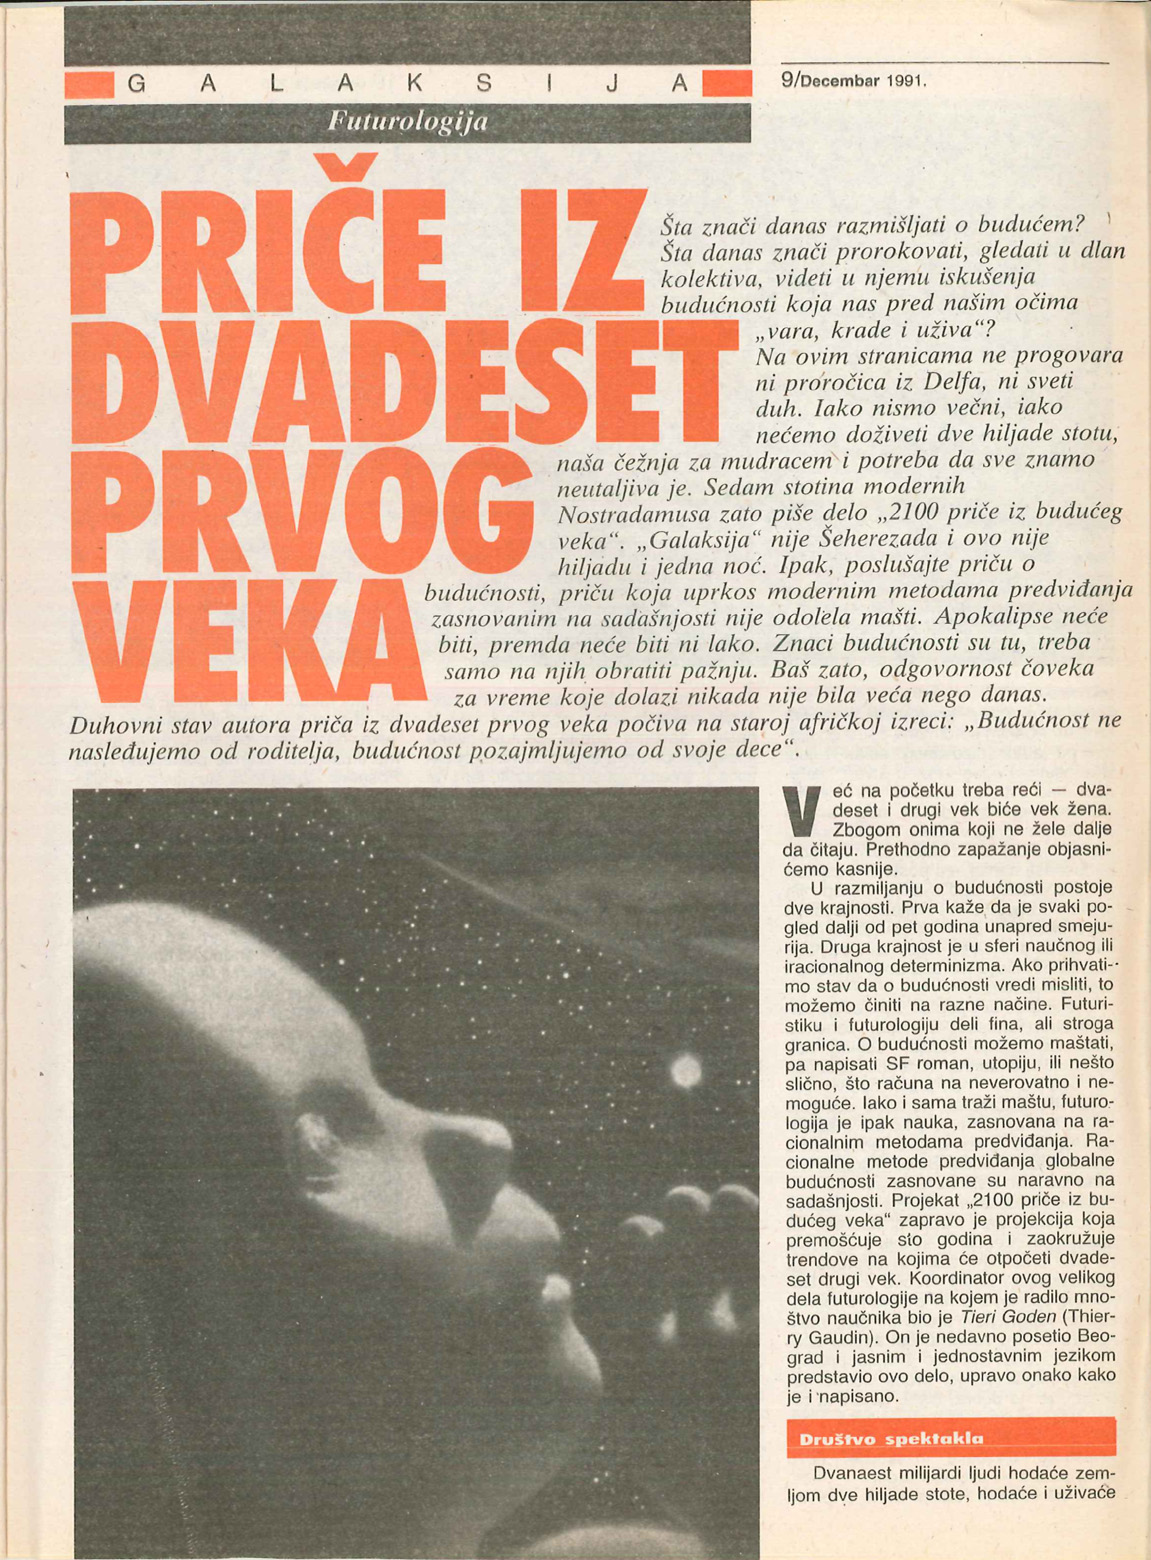 GALAKSIJA
9/Decembar 1991.
Futurologija
PRIČE IZ
DVADESET
PRVOG
VEKA
Šta znači danas razmišljati o budućem?
Šta danas znači prorokovati, gledati u dlan
kolektiva, videti u njemu iskušenja
budućnosti koja nas pred našim očima
„vara, krade i uživa“?
Na ovim stranicama ne progovara
ni proročica iz Delfa, ni sveti
duh. Iako nismo večni, iako
nećemo doživeti dve hiljade stotu,
naša čežnja za mudracem i potreba da sve znamo
neutaljiva je. Sedam stotina modernih
Nostradamusa zato piše delo „2100 priče iz budućeg
veka“. „Galaksija“ nije Šeherezada i ovo nije
hiljadu i jedna noć. Ipak, poslušajte priču o
budućnosti, priču koja uprkos modernim metodama predviđanja
zasnovanim na sadašnjosti nije odolela mašti. Apokalipse neće
biti, premda neće biti ni lako. Znaci budućnosti su tu, treba
samo na njih obratiti pažnju. Baš zato, odgovornost čoveka
za vreme koje dolazi nikada nije bila veća nego danas.
Duhovni stav autora priča iz dvadeset prvog veka počiva na staroj afričkoj izreci: „Budućnost ne
nasleđujemo od roditelja, budućnost pozajmljujemo od svoje dece“.
Već na početku treba reći — dva-
deset i drugi vek biće vek žena.
Zbogom onima koji ne žele dalje
da čitaju. Prethodno zapažanje objasni-
ćemo kasnije.
U razmiljanju o budućnosti postoje
dve krajnosti. Prva kaže da je svaki po-
gled dalji od pet godina unapred smeju-
rija. Druga krajnost je u sferi naučnog ili
iracionalnog determinizma. Ako prihvati-
mo stav da o budućnosti vredi misliti, to
možemo činiti na razne načine. Futuri-
stiku i futurologiju deli fina, ali stroga
granica. O budućnosti možemo maštati,
pa napisati SF roman, utopiju, ili nešto
slično, što računa na neverovatno i ne-
moguće. Iako i sama traži maštu, futuro-
logija je ipak nauka, zasnovana na ra-
cionalnim metodama predviđanja. Ra-
cionalne metode predviđanja globalne
budućnosti zasnovane su naravno na
sadašnjosti. Projekat „2100 priče iz bu-
dućeg veka“ zapravo je projekcija koja
premošćuje sto godina i zaokružuje
trendove na kojima će otpočeti dvade-
set drugi vek. Koordinator ovog velikog
dela futurologije na kojem je radilo mno-
štvo naučnika bio je Tieri Goden (Thier-
ry Gaudin). On je nedavno posetio Beo-
grad i jasnim i jednostavnim jezikom
predstavio ovo delo, upravo onako kako
je i napisano.
Društvo spektakla
Dvanaest milijardi ljudi hodaće zem-
ljom dve hiljade stote, hodaće i uživaće